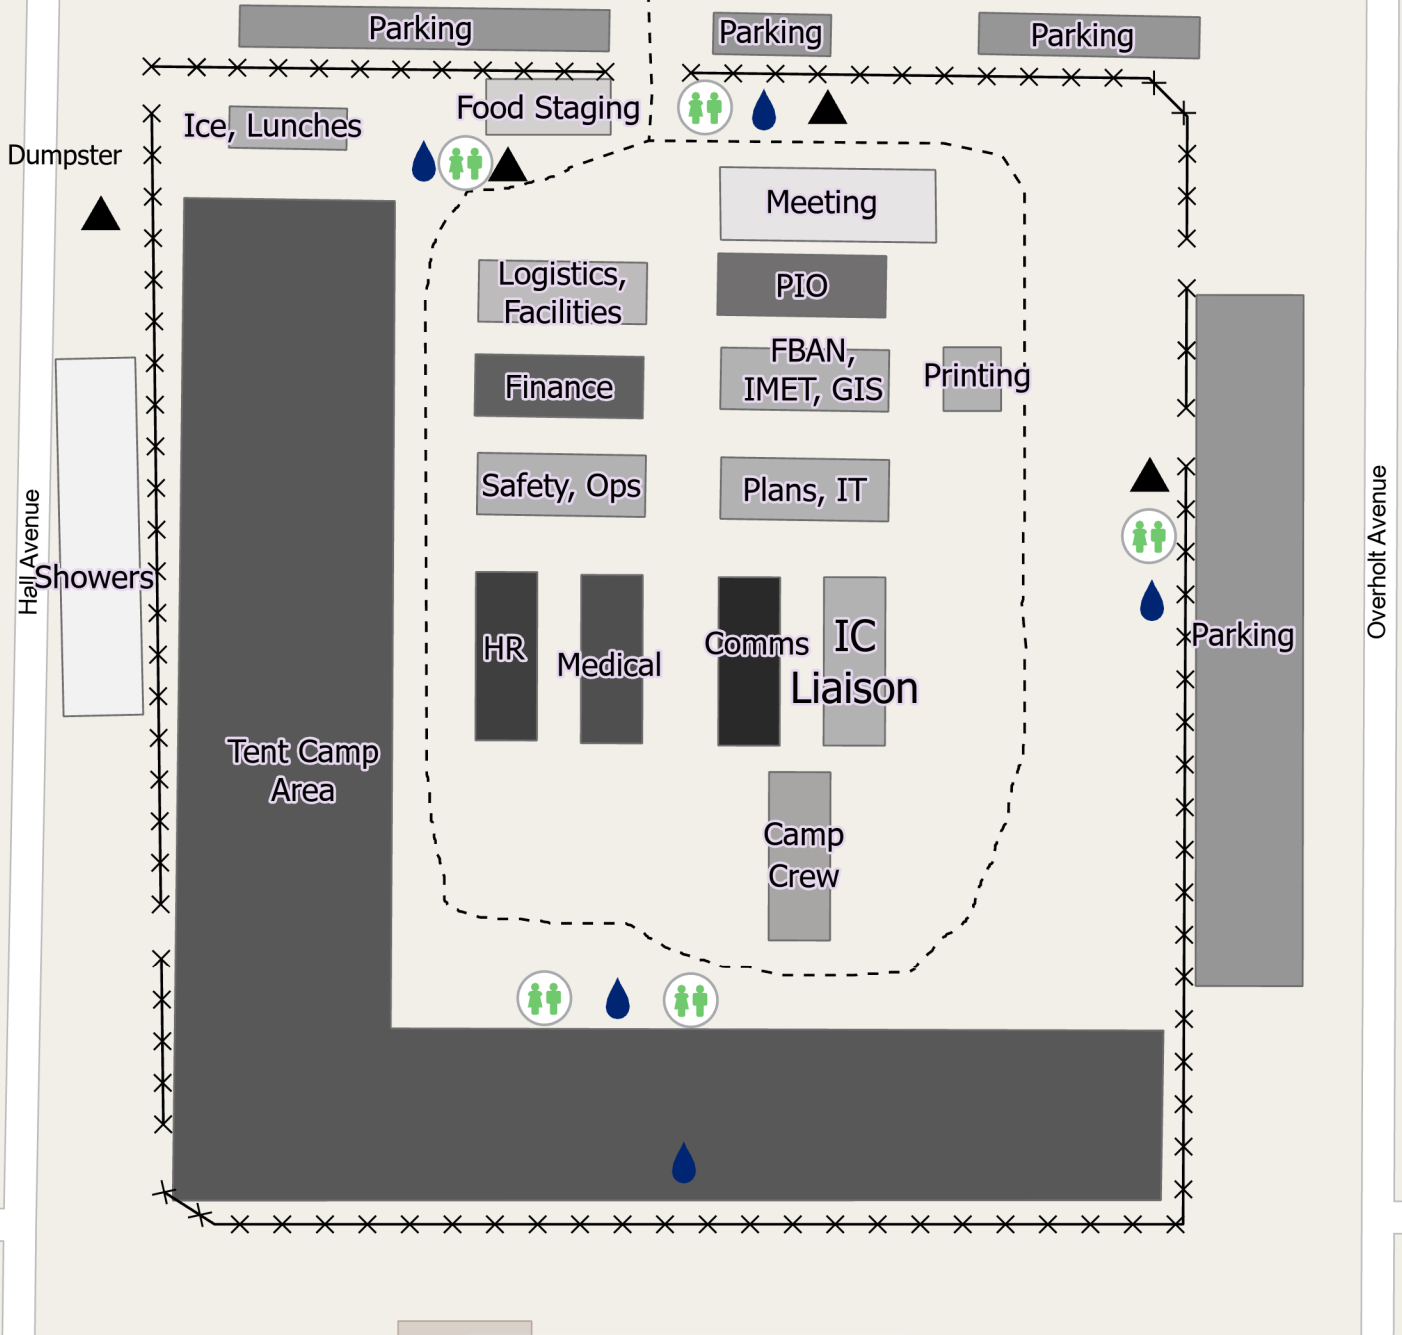 Parking
Parking
Parking
Food Staging
Ice, Lunches
Dumpster
Meeting
Logistics,
Facilities
PIO
Finance
FBAN,
IMET, GIS
Printing
Safety, Ops
Plans, IT
Hall Avenue
Showers
HR
Medical
Comms
IC
Liaison
Parking
Overholt Avenue
Tent Camp
Area
Camp
Crew